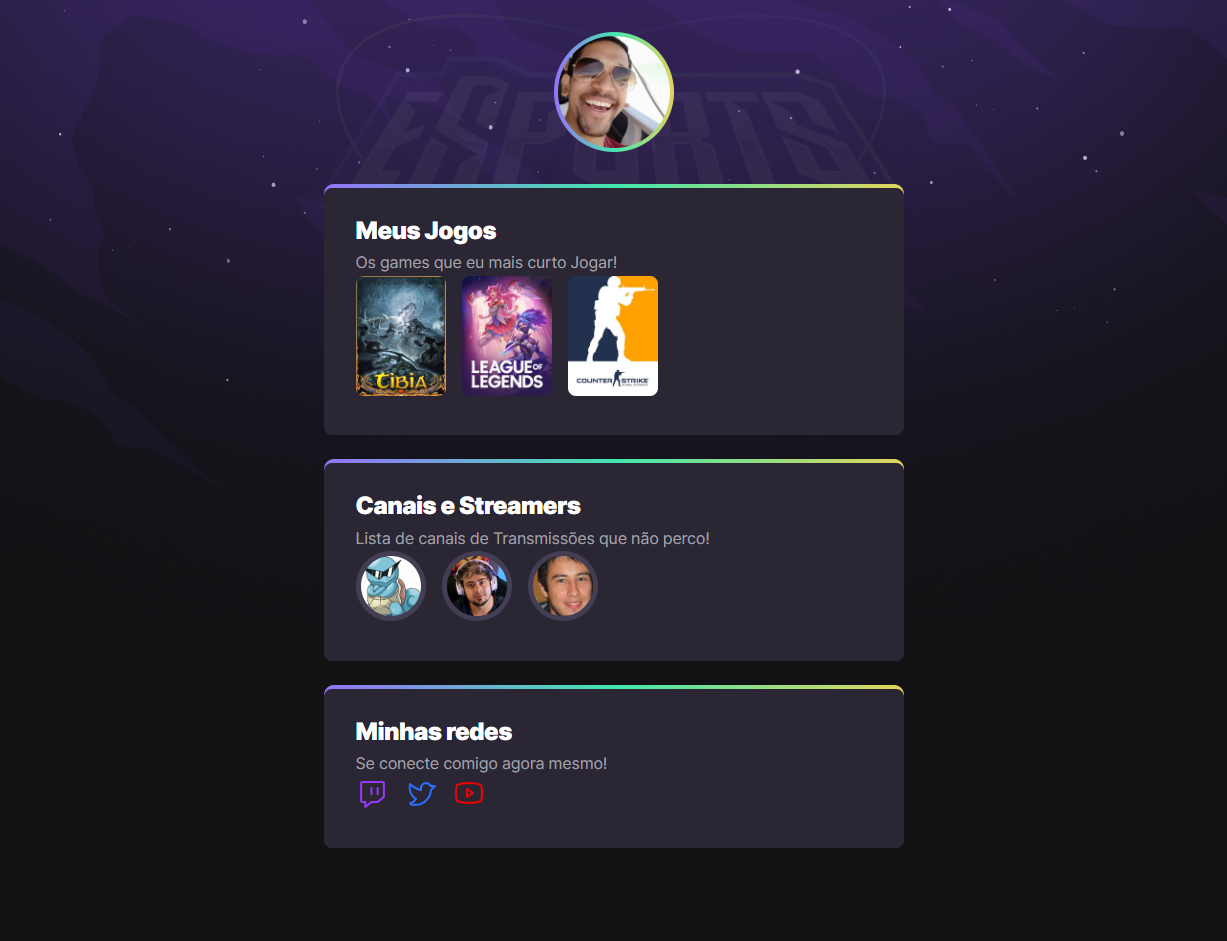 ESPORTS
Meus Jogos
Os games que eu mais curto Jogar!
TIBIA
LEAGUE OF
LEGENDS
COUNTER STRIKE
Canais e Streamers
Lista de canais de Transmissões que não perco!
Minhas redes
Se conecte comigo agora mesmo!